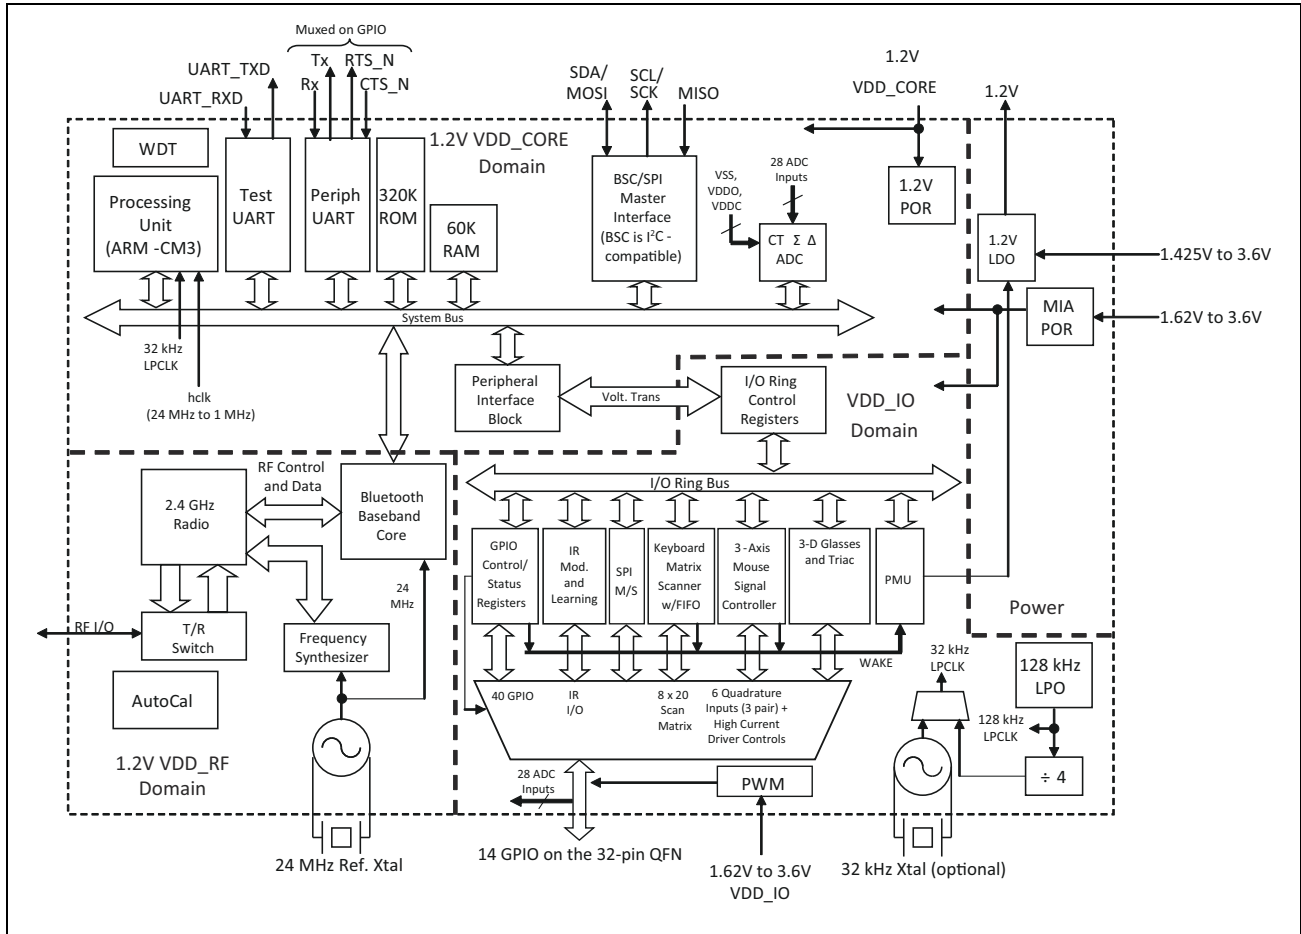 Muxed on GPIO
Tx RTS_N
UART_TXD
Rx CTS_N
UART_RXD
SDA/
MOSI
SCL/
SCK
MISO
1.2V
VDD_CORE
1.2V
WDT
1.2V VDD_CORE
Domain
Processing
Unit
(ARM -CM3)
Test
UART
Periph
UART
320K
ROM
60K
RAM
BSC/SPI
Master
Interface
(BSC is I²C -
compatible)
VSS,
VDDO,
VDDC
28 ADC
Inputs
CT Σ Δ
ADC
1.2V
POR
1.2V
LDO
1.425V to 3.6V
MIA
POR
1.62V to 3.6V
System Bus
32 kHz
LPCLK
hclk
(24 MHz to 1 MHz)
Peripheral
Interface
Block
Volt. Trans
I/O Ring
Control
Registers
VDD_IO
Domain
RF Control
and Data
2.4 GHz
Radio
Bluetooth
Baseband
Core
I/O Ring Bus
GPIO
Control/
Status
Registers
IR
Mod.
and
Learning
SPI
M/S
Keyboard
Matrix
Scanner
w/FIFO
3-Axis
Mouse
Signal
Controller
3-D Glasses
and Triac
PMU
24
MHz
RF I/O
T/R
Switch
Frequency
Synthesizer
WAKE
Power
32 kHz
LPCLK
128 kHz
LPO
AutoCal
40 GPIO
IR
I/O
8 x 20
Scan
Matrix
6 Quadrature
Inputs (3 pair) +
High Current
Driver Controls
128 kHz
LPCLK
÷ 4
1.2V VDD_RF
Domain
28 ADC
Inputs
PWM
24 MHz Ref. Xtal
14 GPIO on the 32-pin QFN
1.62V to 3.6V
VDD_IO
32 kHz Xtal (optional)